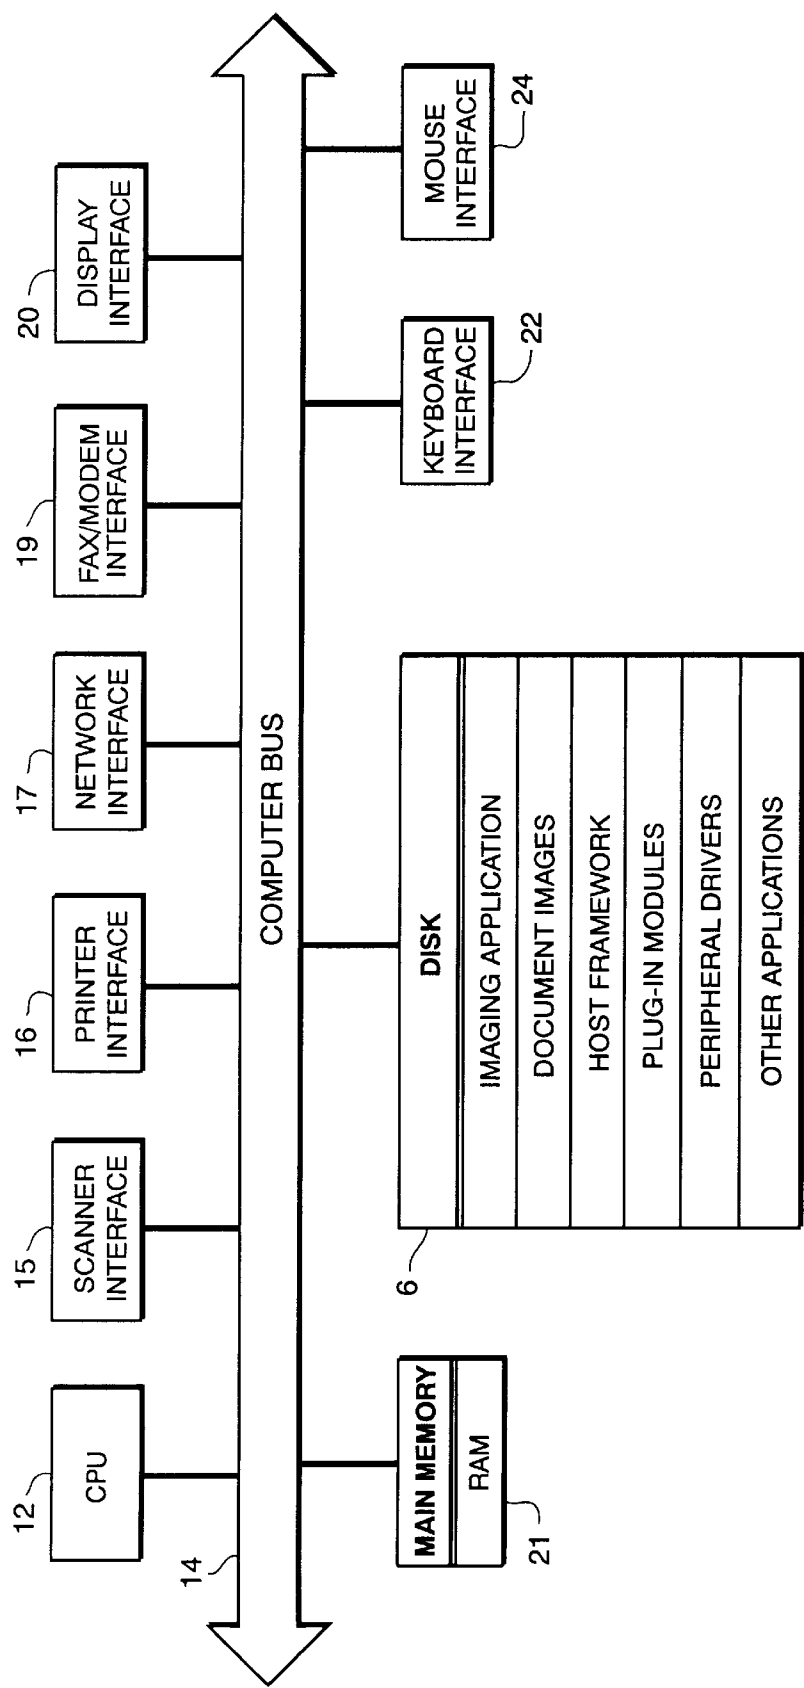 12
CPU
15
SCANNER
INTERFACE
16
PRINTER
INTERFACE
17
NETWORK
INTERFACE
19
FAX/MODEM
INTERFACE
20
DISPLAY
INTERFACE
14
COMPUTER BUS
MAIN MEMORY
RAM
21
6
DISK
IMAGING APPLICATION
DOCUMENT IMAGES
HOST FRAMEWORK
PLUG-IN MODULES
PERIPHERAL DRIVERS
OTHER APPLICATIONS
KEYBOARD
INTERFACE
22
MOUSE
INTERFACE
24